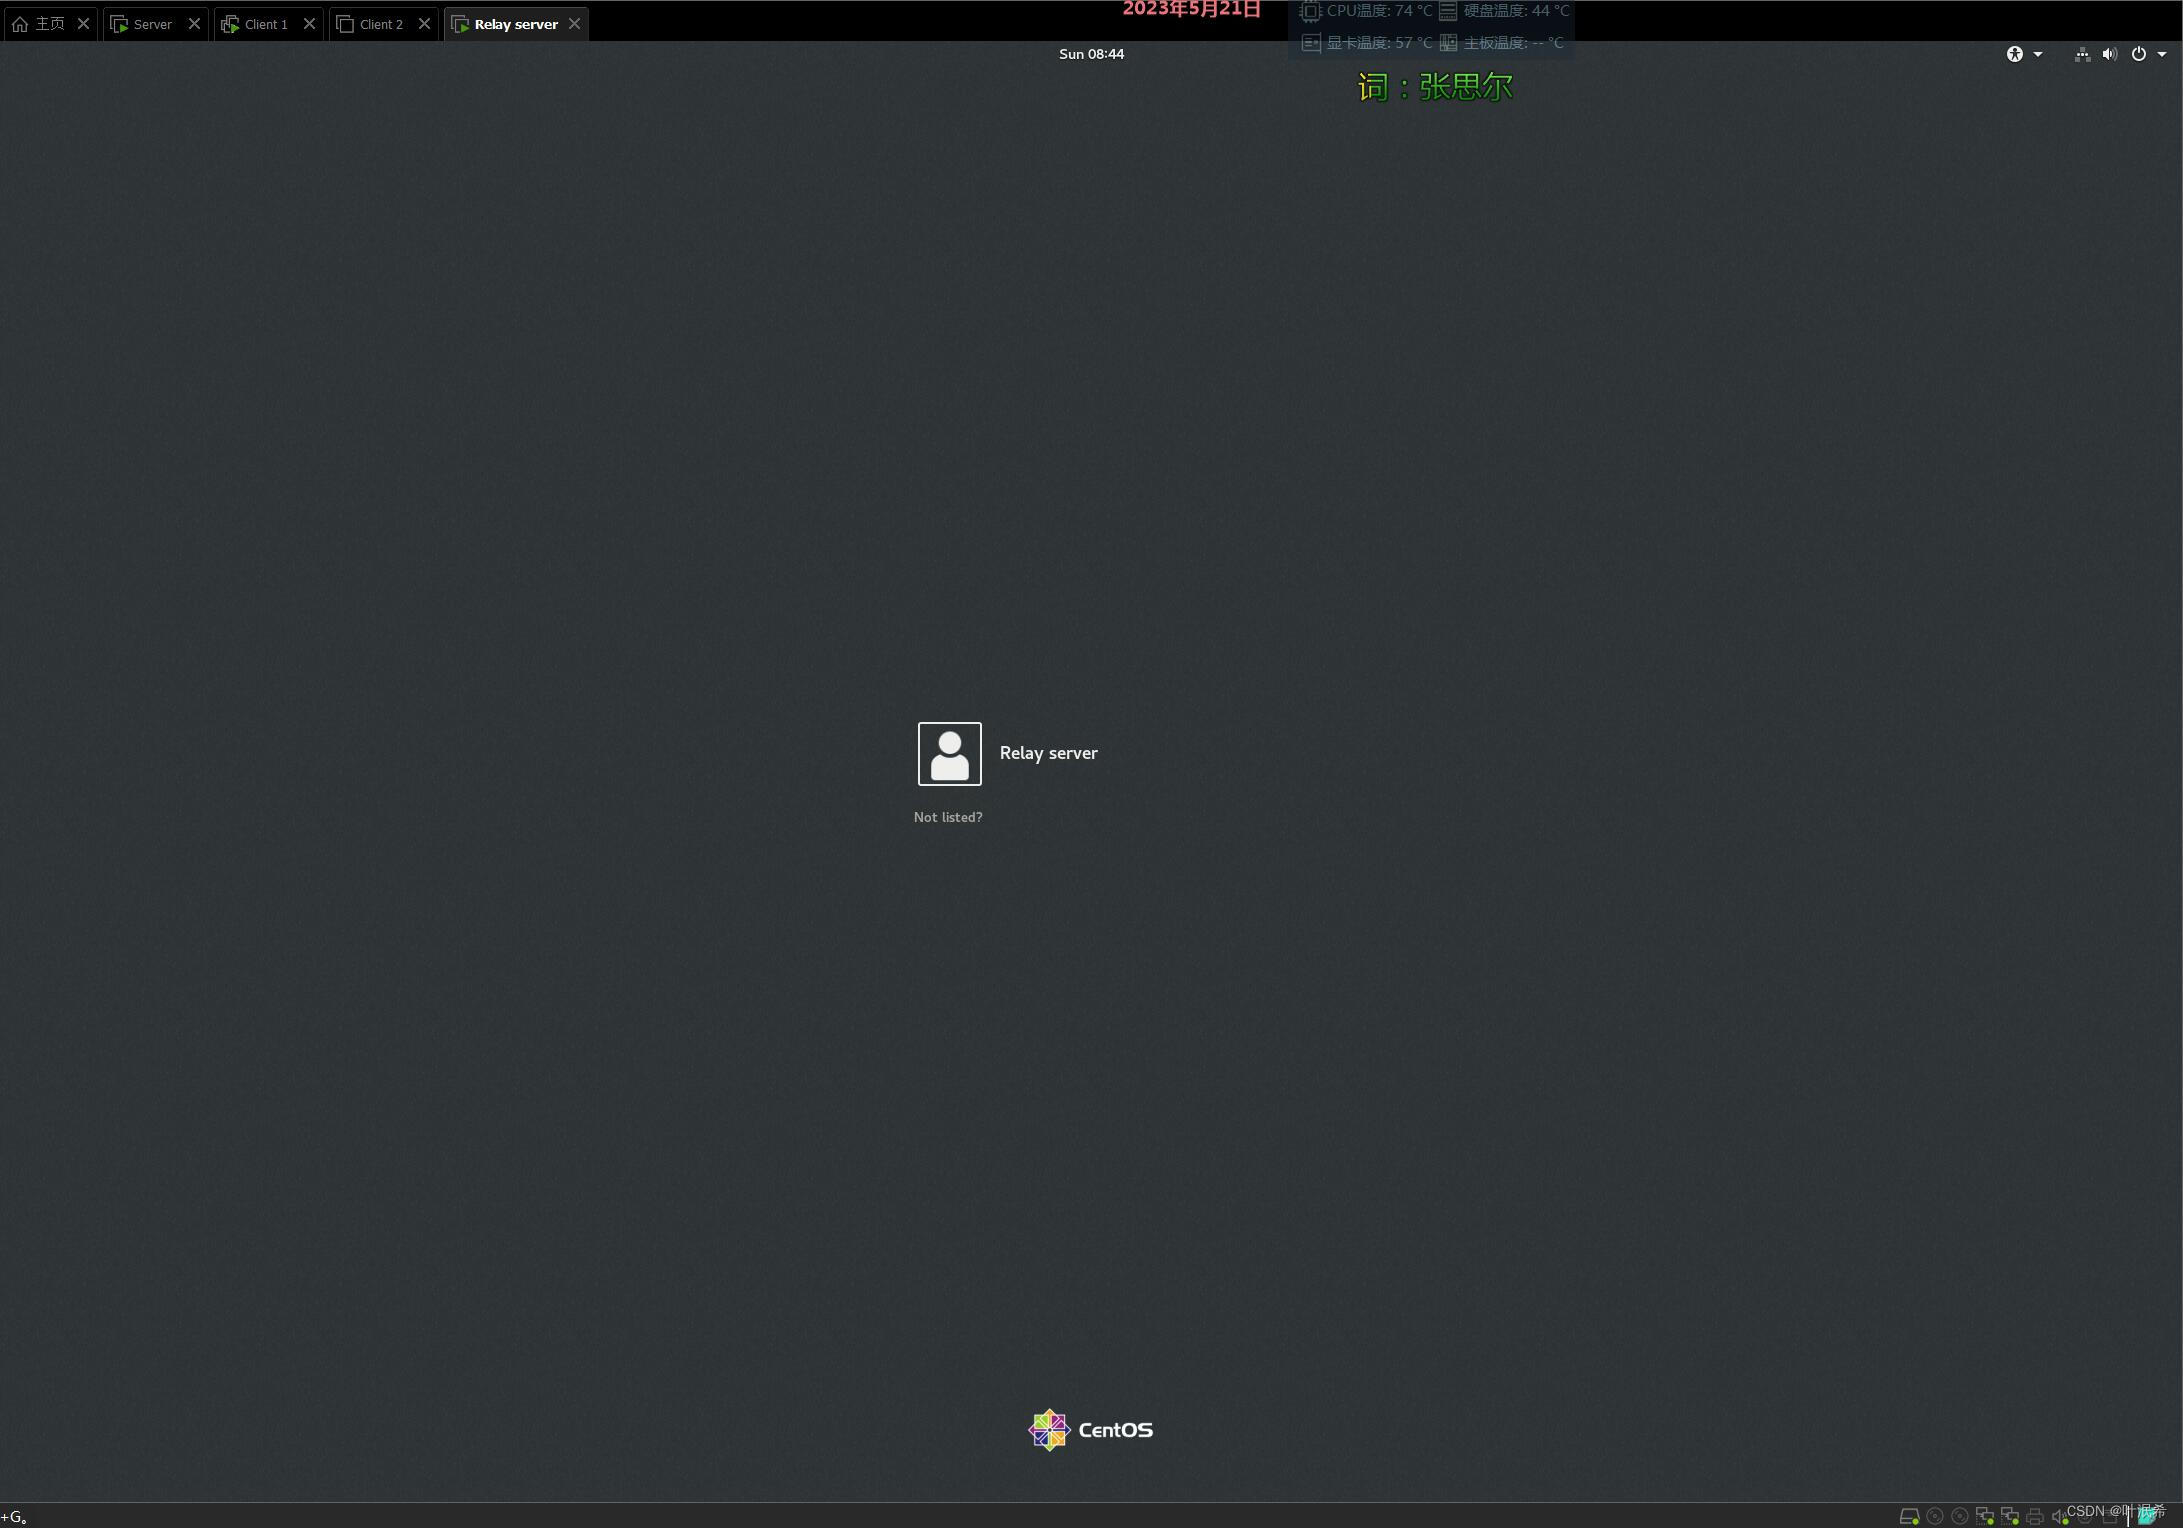 主页
Server
Client 1
Client 2
Relay server
2023年5月21日
CPU温度: 74 °C
硬盘温度: 44 °C
显卡温度: 57 °C
主板温度: -- °C
Sun 08:44
词：张思尔
Relay server
Not listed?
CentOS
+G。
CSDN @叶泯希